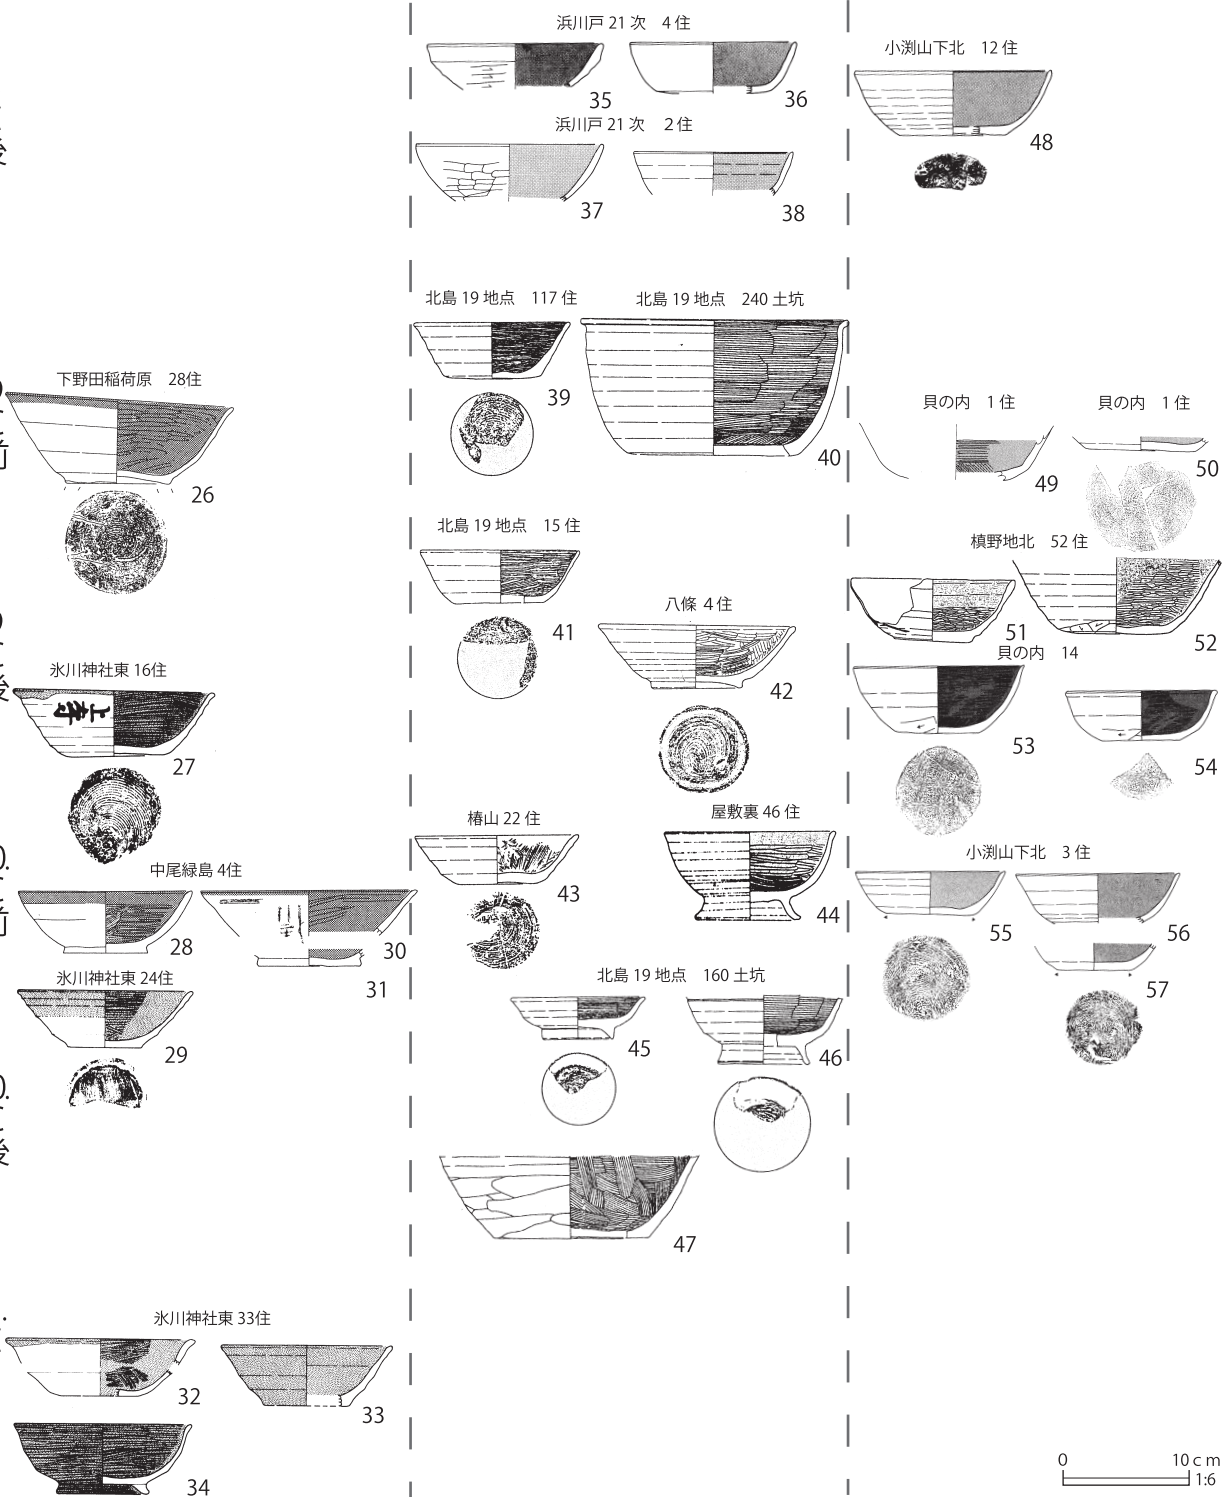 浜川戸 21 次　4 住
35
36
浜川戸 21 次　2 住
37
38
北島 19 地点　117 住
39
北島 19 地点　240 土坑
40
北島 19 地点　15 住
41
八條 4 住
42
椿山 22 住
43
屋敷裏 46 住
44
北島 19 地点　160 土坑
45
46
47
下野田稲荷原　28住
26
氷川神社東 16住
上寿
27
中尾緑島 4住
28
30
31
氷川神社東 24住
29
氷川神社東 33住
32
33
34
小渕山下北　12 住
48
貝の内　1 住
49
貝の内　1 住
50
槙野地北　52 住
51
52
貝の内　14
53
54
小渕山下北　3 住
55
56
57
後
後
後
0
10 c m
1:6